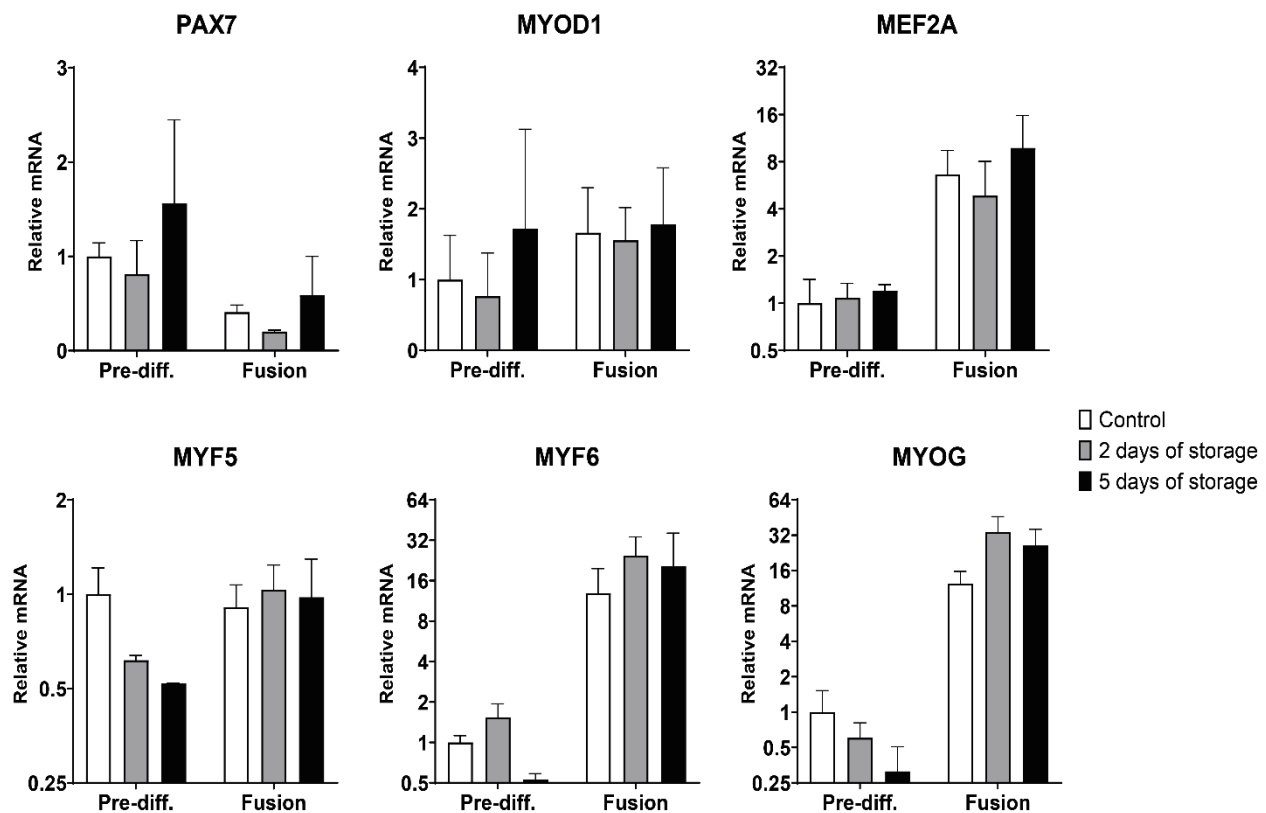 PAX7
Relative mRNA
3
2
1
0
Pre-diff. Fusion
MYOD1
Relative mRNA
4
3
2
1
0
Pre-diff. Fusion
MEF2A
Relative mRNA
32
16
8
4
2
1
0.5
Pre-diff. Fusion
MYF5
Relative mRNA
2
1
0.5
0.25
Pre-diff. Fusion
MYF6
Relative mRNA
64
32
16
8
4
2
1
0.5
Pre-diff. Fusion
MYOG
Relative mRNA
64
32
16
8
4
2
1
0.5
0.25
Pre-diff. Fusion
Control
2 days of storage
5 days of storage